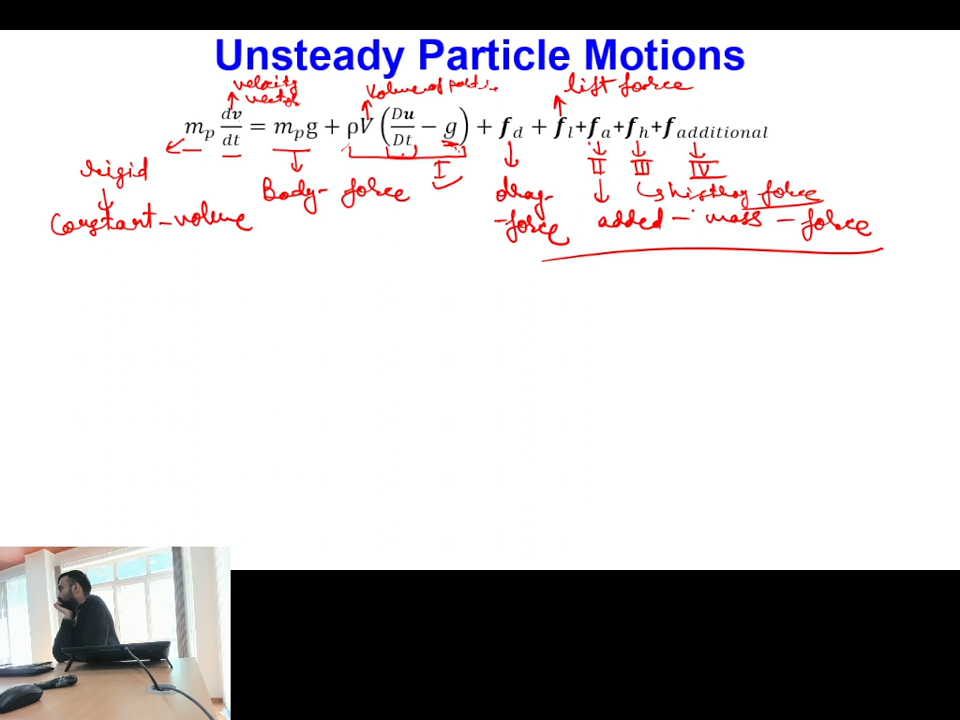 Unsteady Particle Motions
velocity vector
Volume of
lift force
m_p dv/dt = m_p g + ρV (Du/Dt − g) + f_d + f_l+f_a+f_h+f_additional
I II III IV
rigid
Body-force
drag-force
history force
Constant-volume
added-mass-force